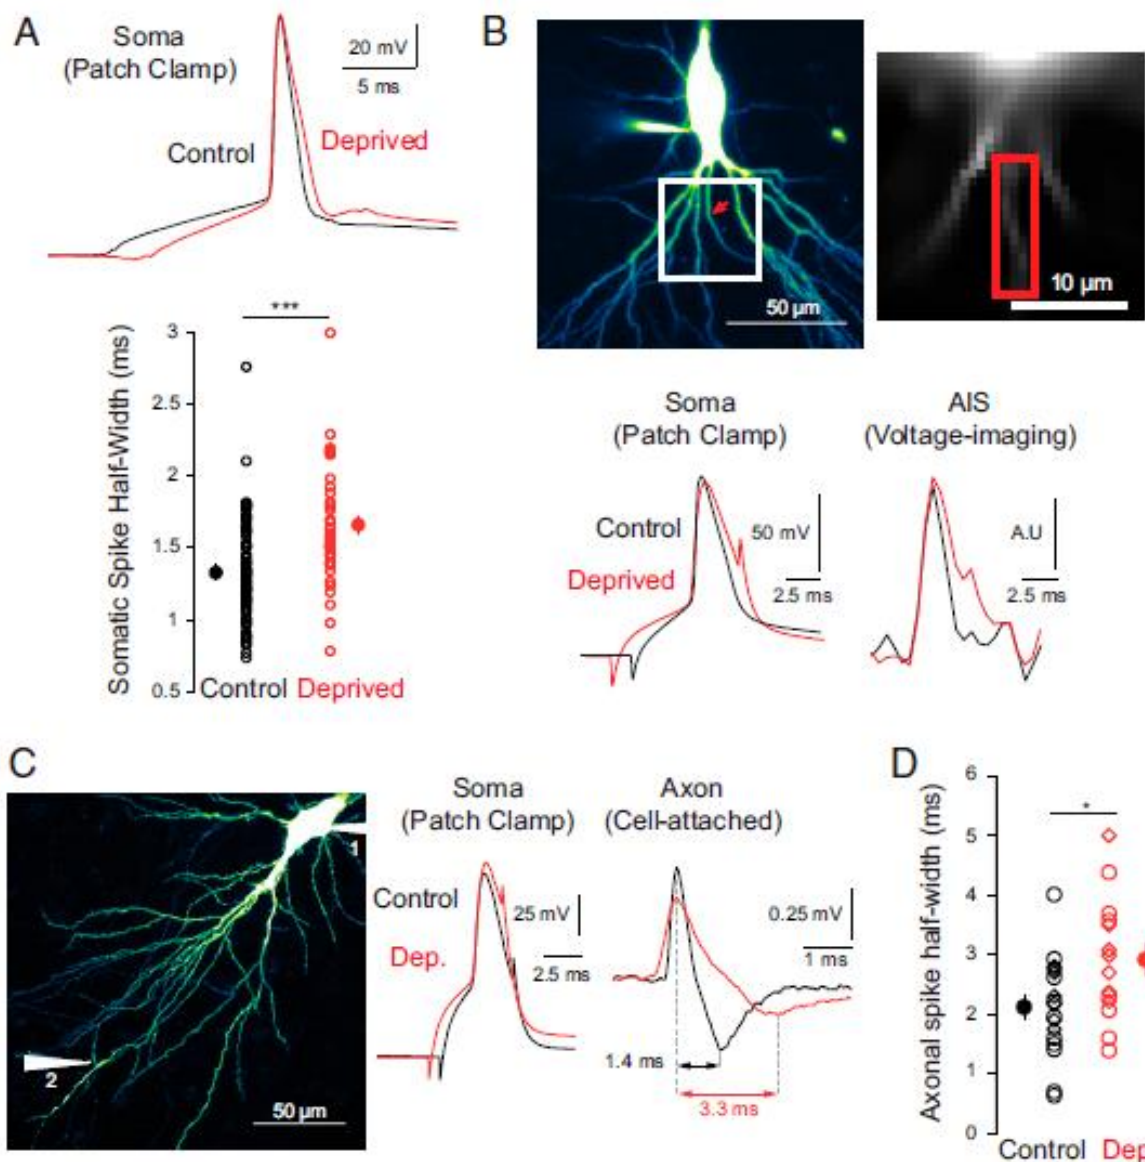 A
Soma
(Patch Clamp)
20 mV
5 ms
Control
Deprived
***
Somatic Spike Half-Width (ms)
3
2.5
2
1.5
1
0.5
Control
Deprived
B
50 µm
10 µm
Soma
(Patch Clamp)
AIS
(Voltage-imaging)
Control
Deprived
50 mV
2.5 ms
A.U
2.5 ms
C
1
2
50 µm
Soma
(Patch Clamp)
Axon
(Cell-attached)
Control
Dep.
25 mV
2.5 ms
0.25 mV
1 ms
1.4 ms
3.3 ms
D
Axonal spike half-width (ms)
6
5
4
3
2
1
0
*
Control
Dep